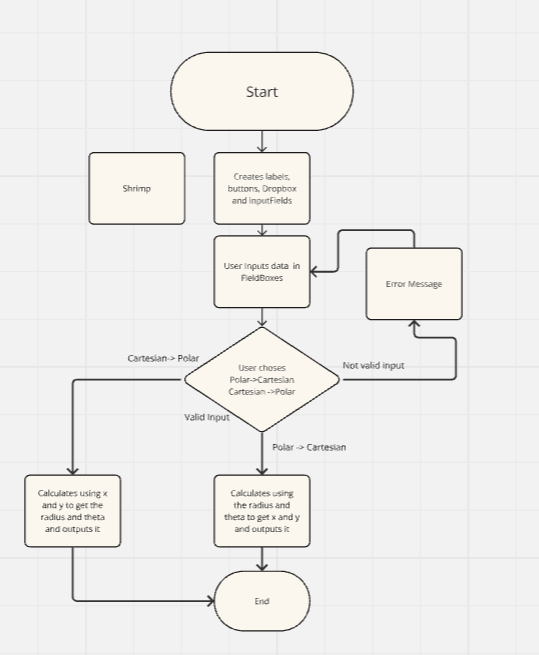 Start
Shrimp
Creates labels,
buttons, Dropbox
and inputFields
User Inputs data in
FieldBoxes
Error Message
Cartesian-> Polar
User choses
Polar->Cartesian
Cartesian ->Polar
Not valid input
Valid Input
Polar -> Cartesian
Calculates using x
and y to get the
radius and theta
and outputs it
Calculates using
the radius and
theta to get x and y
and outputs it
End